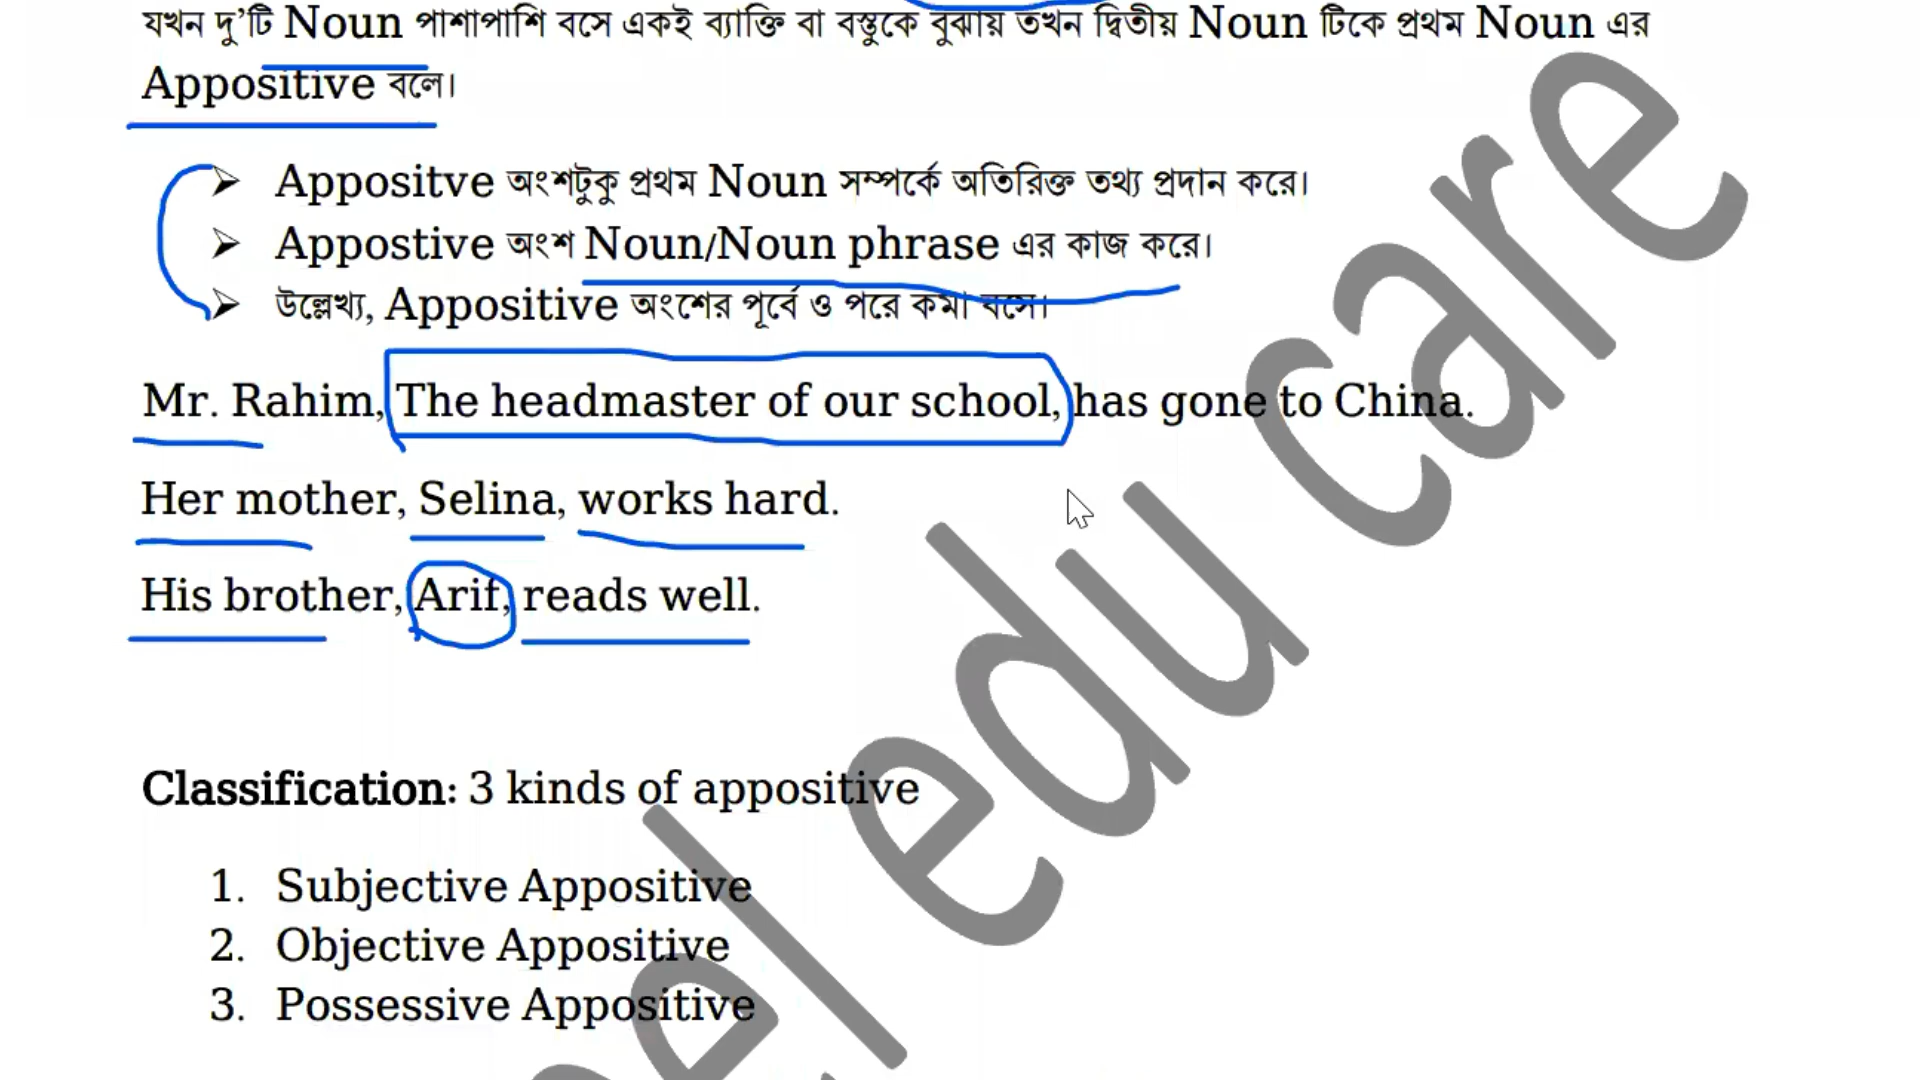 যখন দু’টি Noun পাশাপাশি বসে একই ব্যাক্তি বা বস্তুকে বুঝায় তখন দ্বিতীয় Noun টিকে প্রথম Noun এর
Appositive বলে।
➢ Appositve অংশটুকু প্রথম Noun সম্পর্কে অতিরিক্ত তথ্য প্রদান করে।
➢ Appostive অংশ Noun/Noun phrase এর কাজ করে।
➢ উল্লেখ্য, Appositive অংশের পূর্বে ও পরে কমা বসে।
Mr. Rahim, The headmaster of our school, has gone to China.
Her mother, Selina, works hard.
His brother, Arif, reads well.
Classification: 3 kinds of appositive
1. Subjective Appositive
2. Objective Appositive
3. Possessive Appositive
edu care